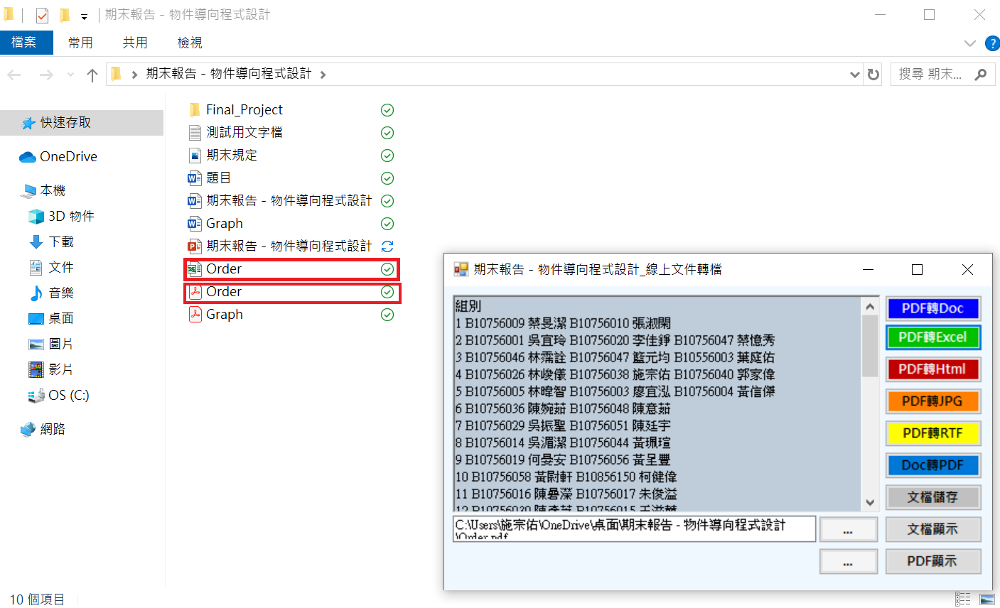 期末報告 - 物件導向程式設計
檔案 常用 共用 檢視
期末報告 - 物件導向程式設計
搜尋 期末...
快速存取
OneDrive
本機
3D 物件
下載
文件
音樂
桌面
圖片
影片
OS (C:)
網路
Final_Project
測試用文字檔
期末規定
題目
期末報告 - 物件導向程式設計
Graph
期末報告 - 物件導向程式設計
Order
Order
Graph
期末報告 - 物件導向程式設計_線上文件轉檔
組別
1 B10756009 蔡旻潔 B10756010 張淑閔
2 B10756001 吳宜玲 B10756020 李佳錚 B10756047 蔡憶秀
3 B10756046 林霈詮 B10756047 籃元均 B10556003 葉庭佑
4 B10756026 林峻儀 B10756038 施宗佑 B10756040 郭家偉
5 B10756005 林暐智 B10756003 廖宜泓 B10756004 黃信傑
6 B10756036 陳婉茹 B10756048 陳意茹
7 B10756029 吳振聖 B10756051 陳廷宇
8 B10756014 吳湄潔 B10756044 黃珮瑄
9 B10756019 何晏安 B10756056 黃呈豐
10 B10756058 黃尉軒 B10856150 柯健偉
11 B10756016 陳暑濚 B10756017 朱俊溢
12 B10756030 B10756015
C:\Users\施宗佑\OneDrive\桌面\期末報告 - 物件導向程式設計
\Order.pdf
...
...
PDF轉Doc
PDF轉Excel
PDF轉Html
PDF轉JPG
PDF轉RTF
Doc轉PDF
文檔儲存
文檔顯示
PDF顯示
10 個項目